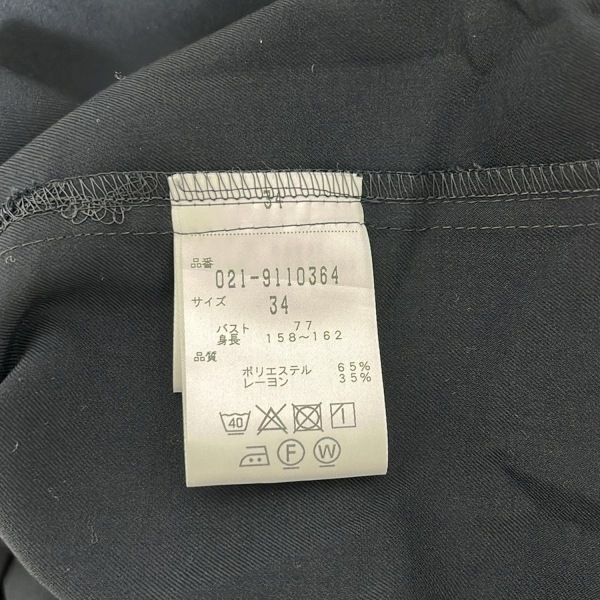 34
品番
021-9110364
サイズ 34
バスト 77
身長 158～162
品質
ポリエステル 65%
レーヨン 35%
40
F W